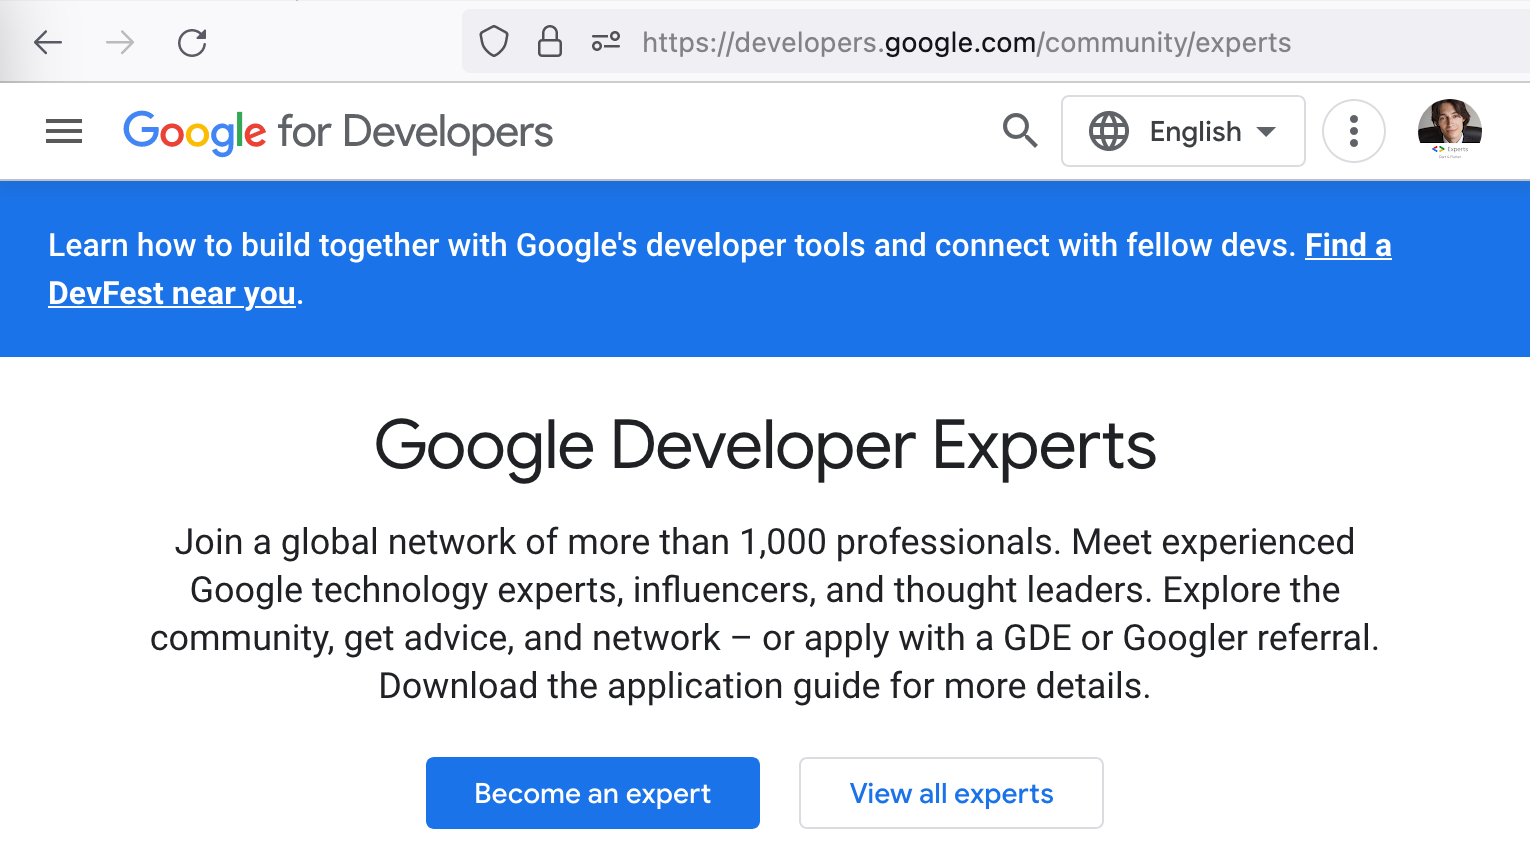 https://developers.google.com/community/experts
Google for Developers
English
Experts
Learn how to build together with Google's developer tools and connect with fellow devs. Find a
DevFest near you.
Google Developer Experts
Join a global network of more than 1,000 professionals. Meet experienced
Google technology experts, influencers, and thought leaders. Explore the
community, get advice, and network – or apply with a GDE or Googler referral.
Download the application guide for more details.
Become an expert
View all experts